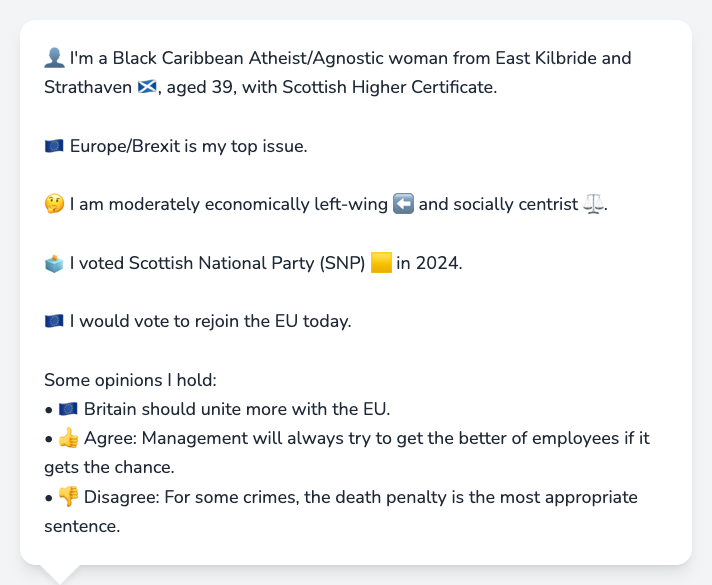 👤 I'm a Black Caribbean Atheist/Agnostic woman from East Kilbride and
Strathaven 🏴󠁧󠁢󠁳󠁣󠁴󠁿, aged 39, with Scottish Higher Certificate.
🇪🇺 Europe/Brexit is my top issue.
🤔 I am moderately economically left-wing ⬅️ and socially centrist ⚖️.
🗳️ I voted Scottish National Party (SNP) 🟨 in 2024.
🇪🇺 I would vote to rejoin the EU today.
Some opinions I hold:
• 🇪🇺 Britain should unite more with the EU.
• 👍 Agree: Management will always try to get the better of employees if it
gets the chance.
• 👎 Disagree: For some crimes, the death penalty is the most appropriate
sentence.